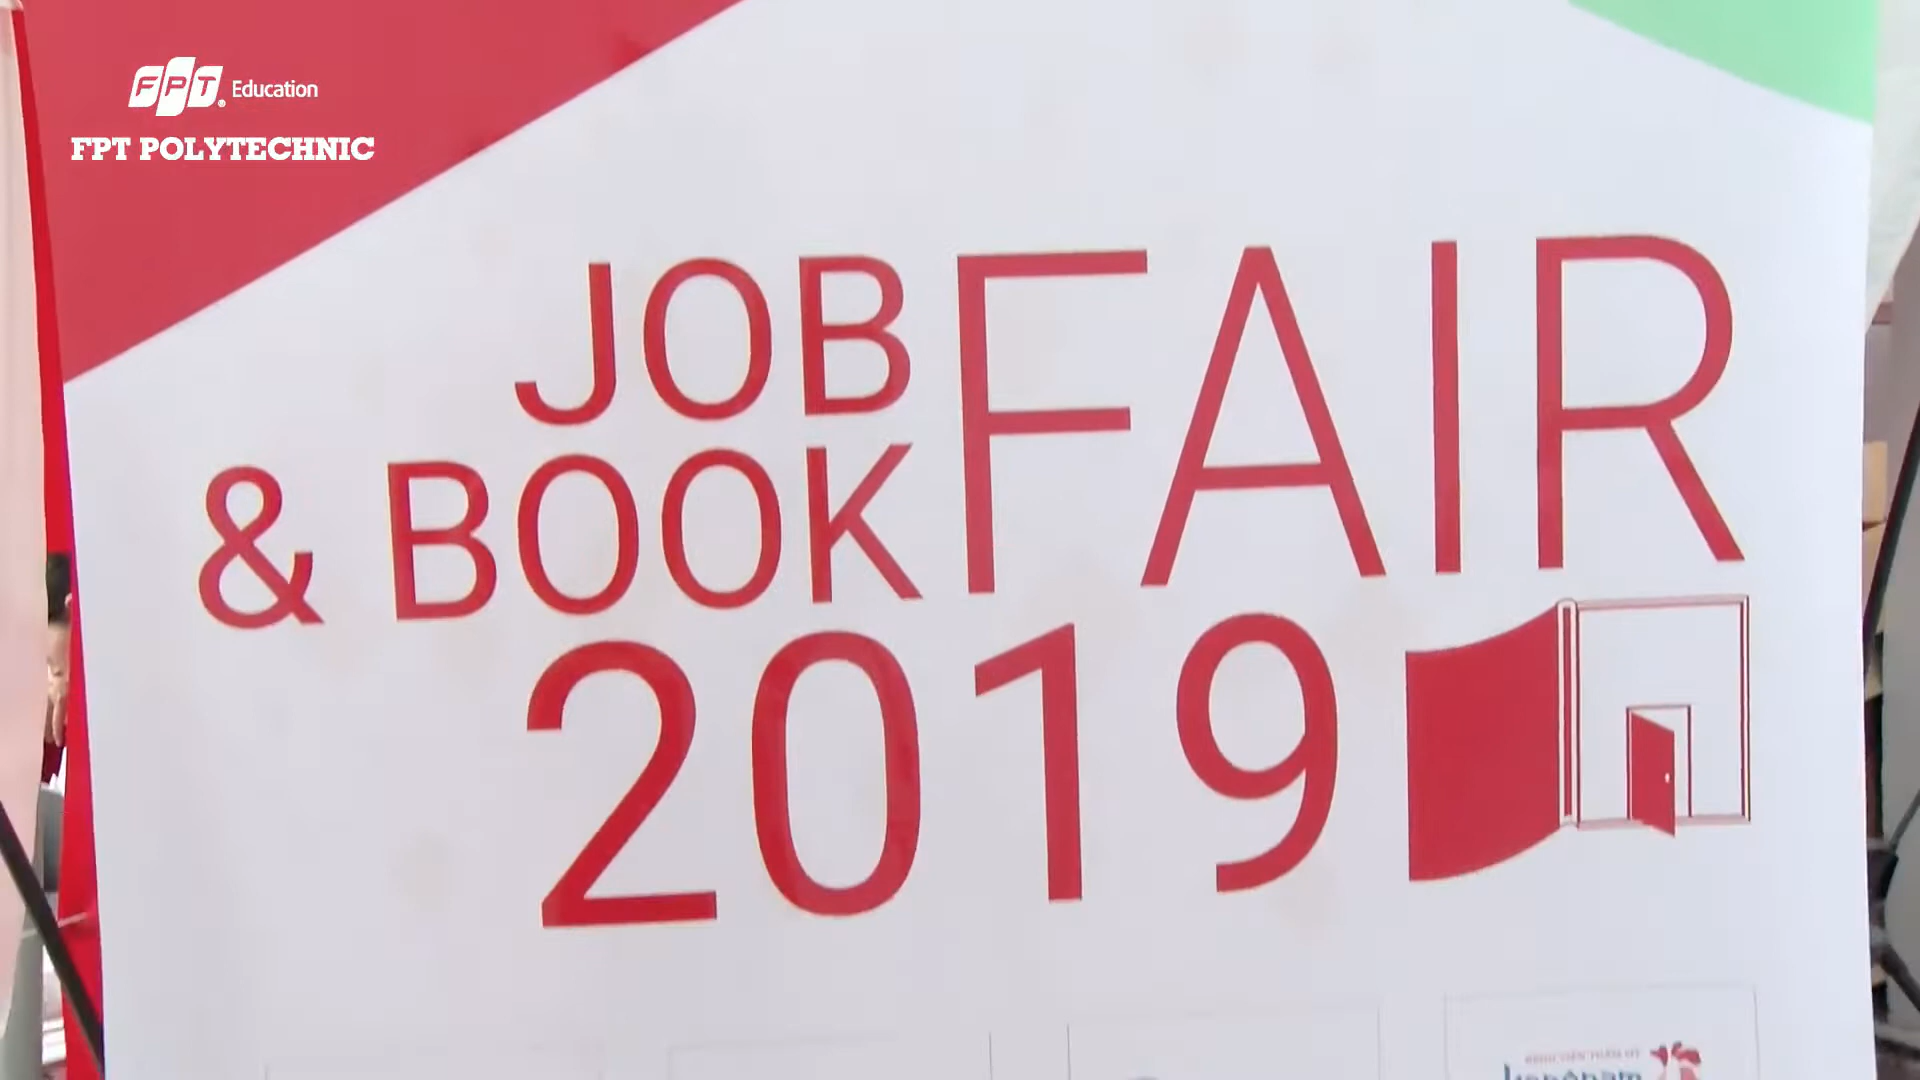 FPT. Education
FPT POLYTECHNIC
JOB
& BOOK FAIR
2019